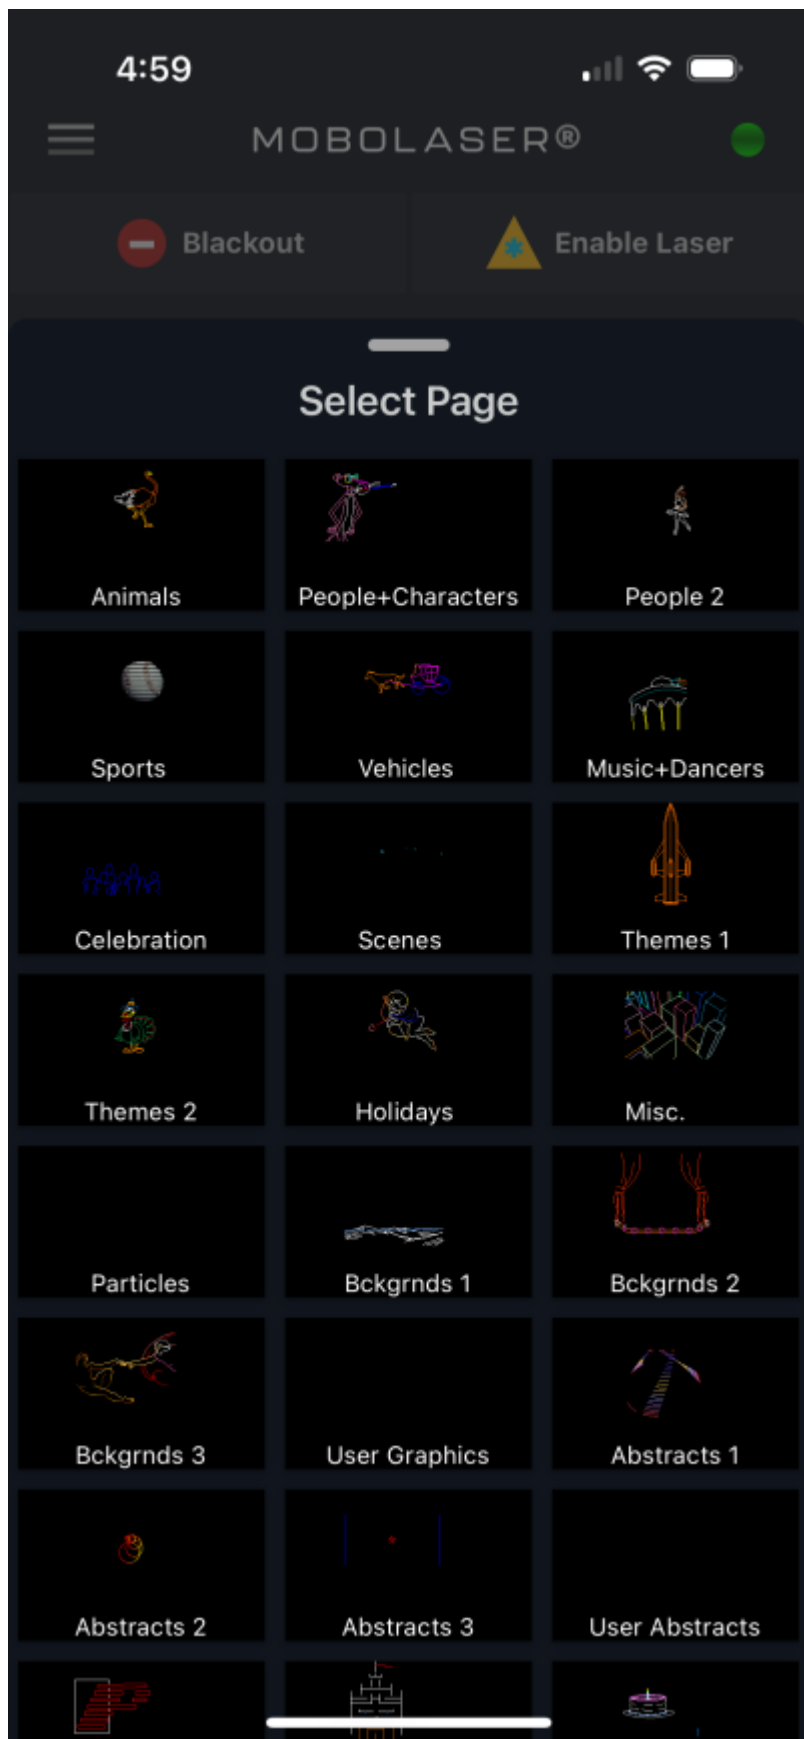 4:59
MOBOLASER®
Blackout Enable Laser
Select Page
Animals People+Characters People 2
Sports Vehicles Music+Dancers
Celebration Scenes Themes 1
Themes 2 Holidays Misc.
Particles Bckgrnds 1 Bckgrnds 2
Bckgrnds 3 User Graphics Abstracts 1
Abstracts 2 Abstracts 3 User Abstracts